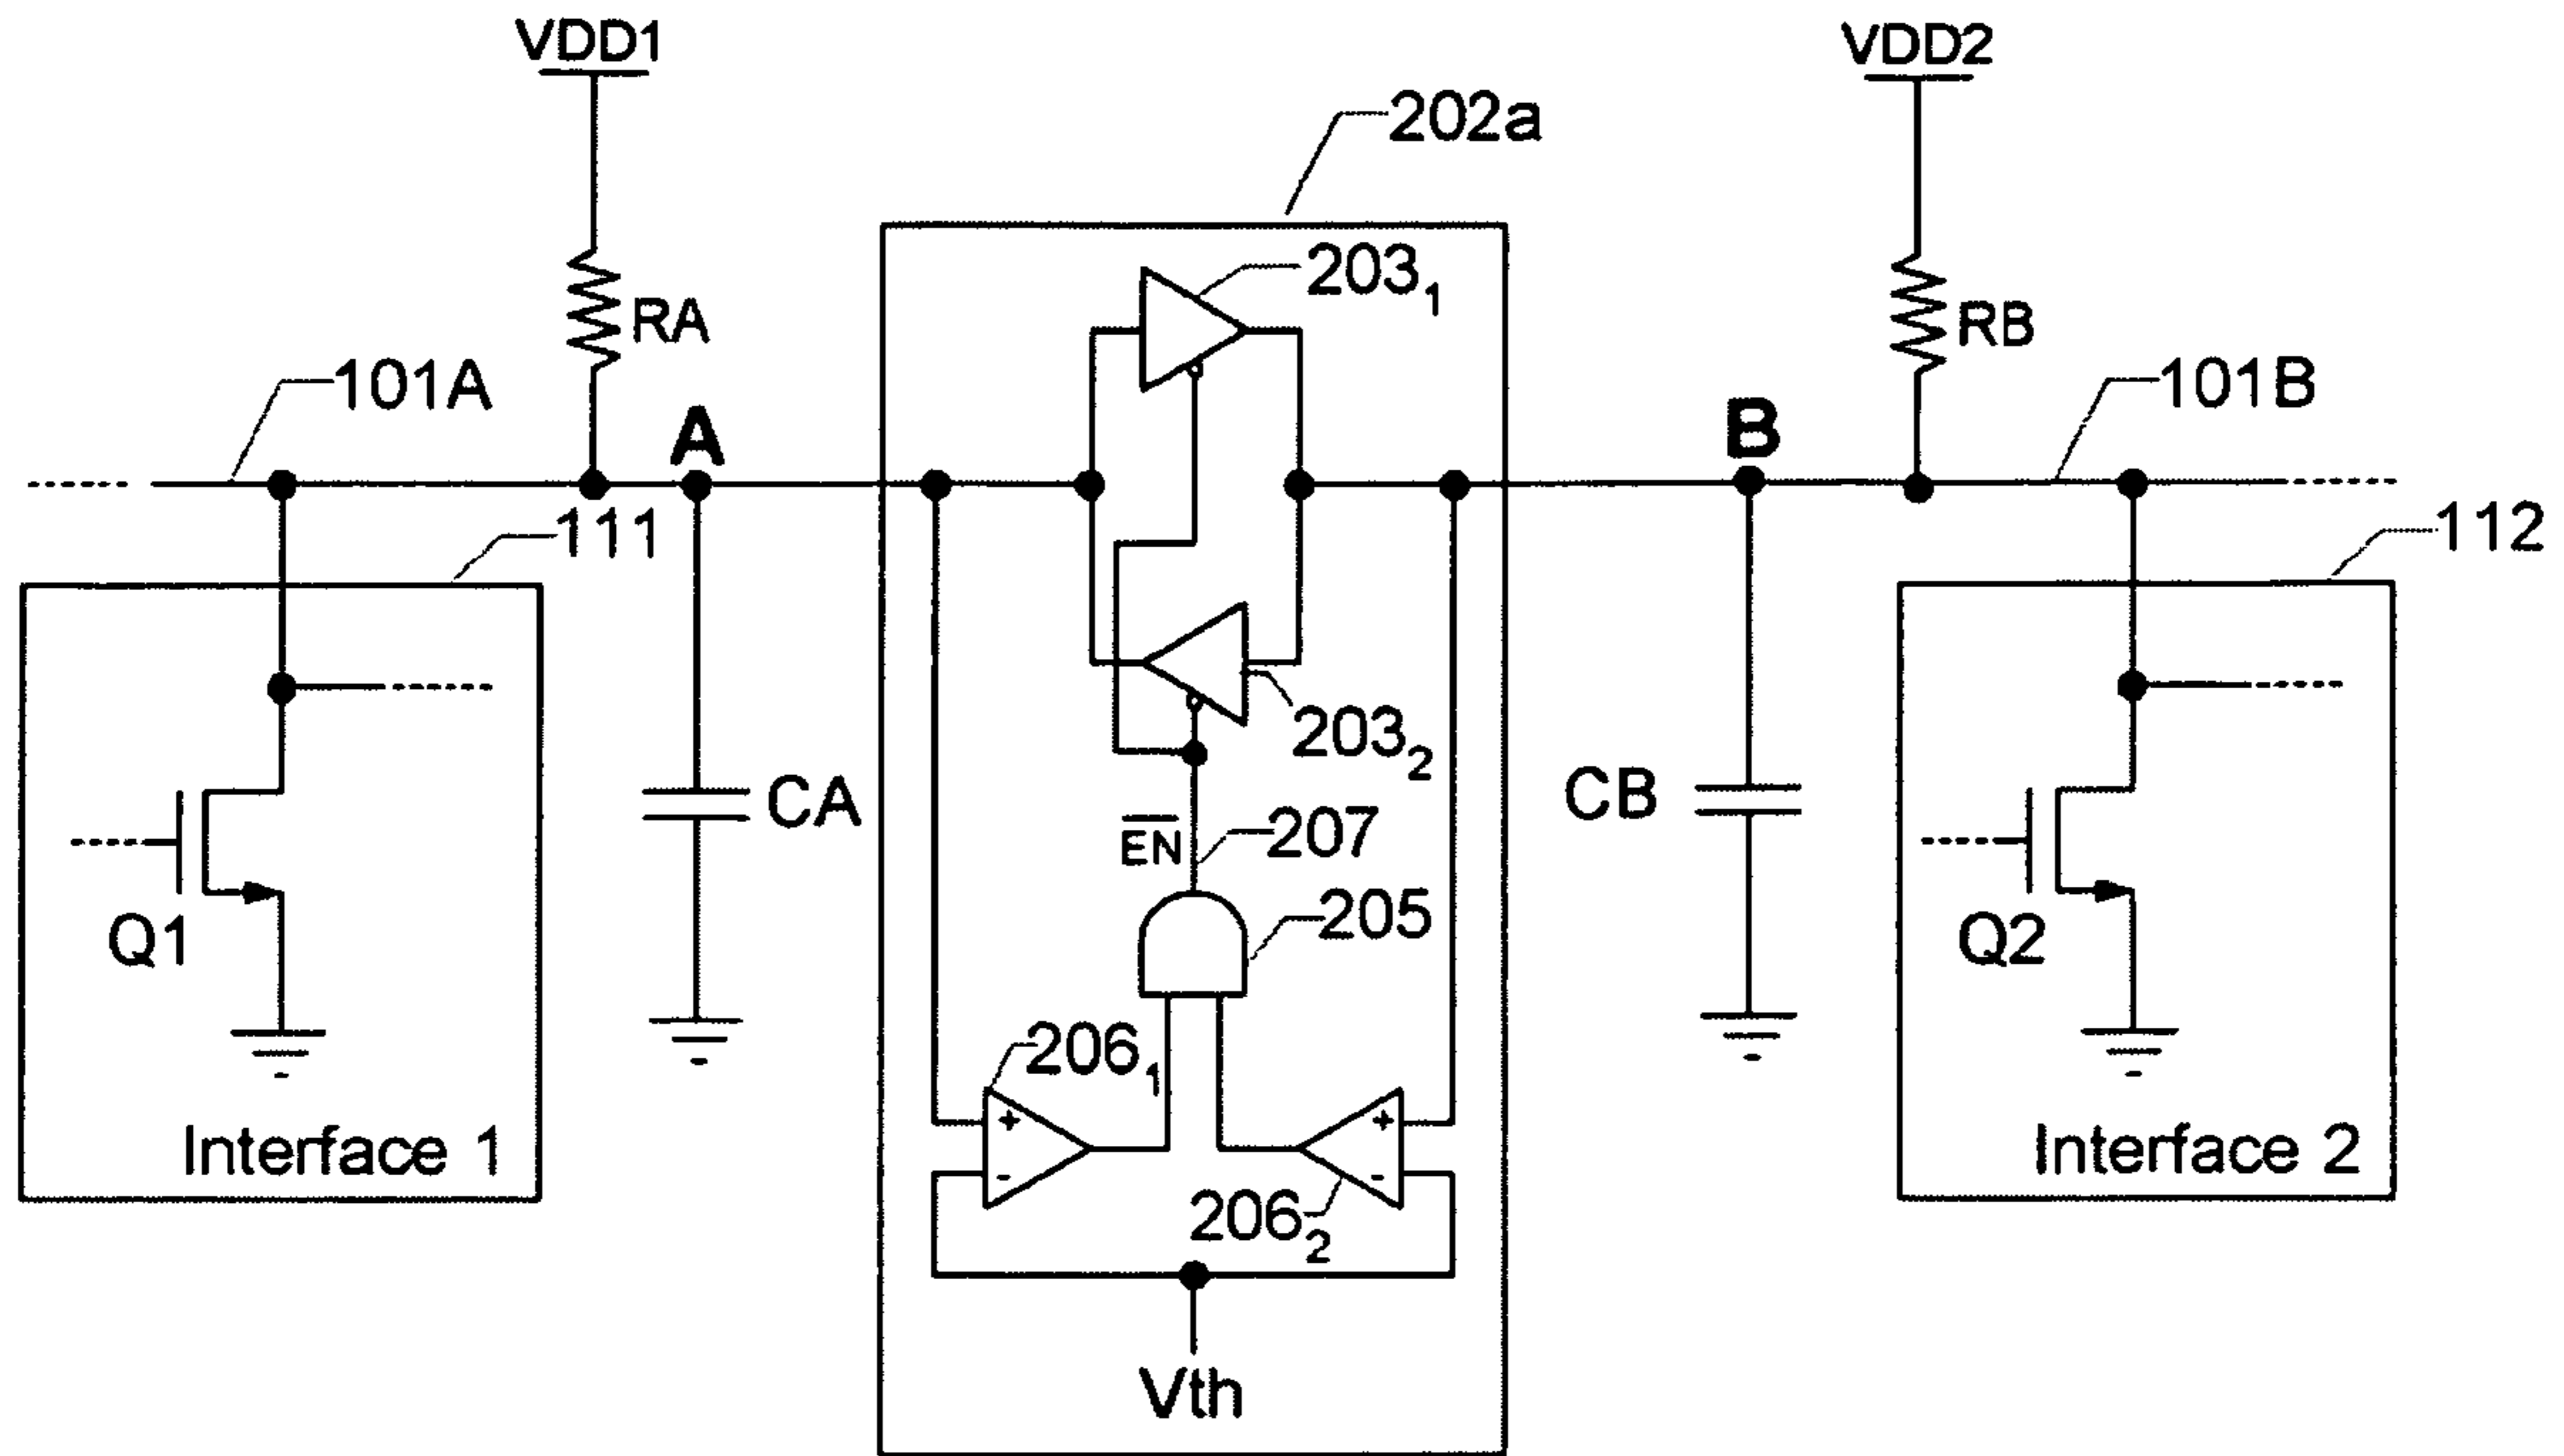 VDD1
VDD2
202a
203₁
RA
RB
101A
A
B
101B
111
112
203₂
CA
CB
E̅N̅
207
205
Q1
Q2
206₁
+
-
+
-
206₂
Interface 1
Interface 2
Vth